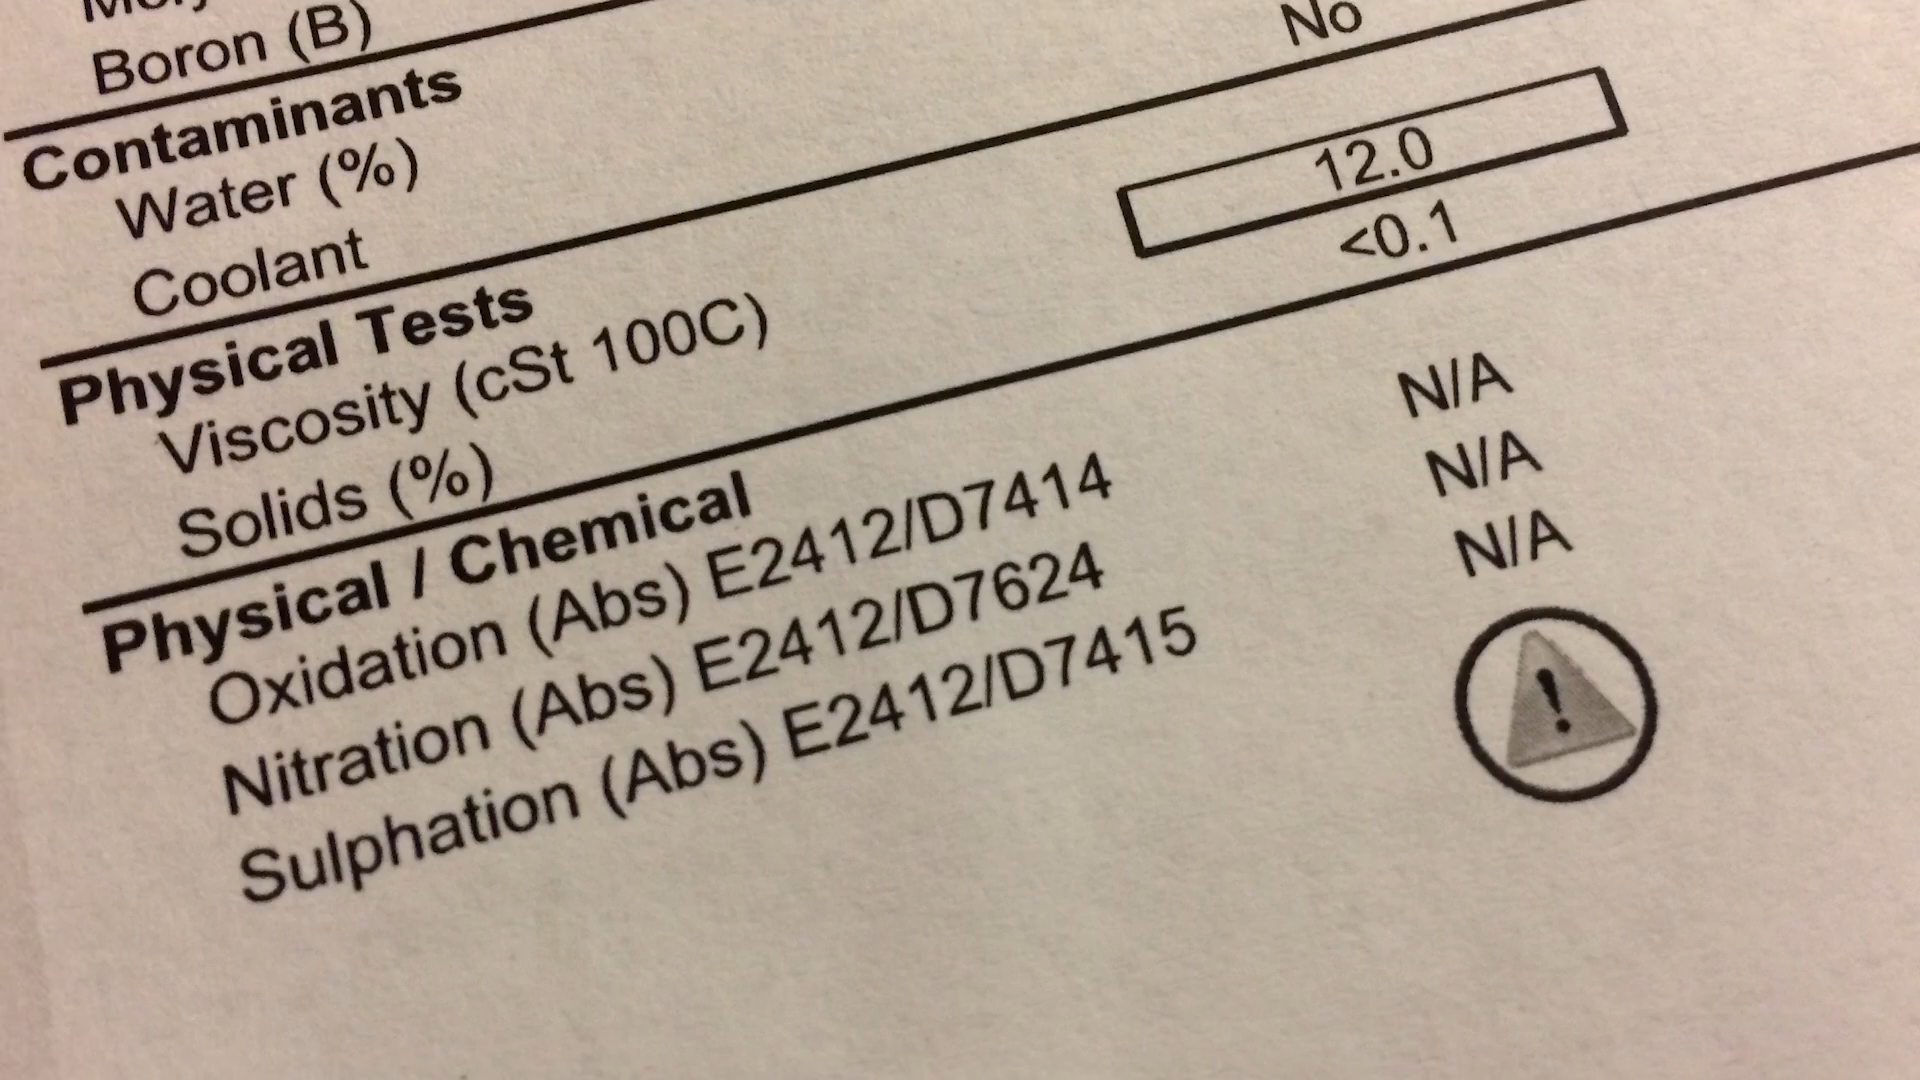 Boron (B)
Contaminants
Water (%)
Coolant No
Physical Tests
Viscosity (cSt 100C) 12.0
Solids (%) <0.1
Physical / Chemical
Oxidation (Abs) E2412/D7414 N/A
Nitration (Abs) E2412/D7624 N/A
Sulphation (Abs) E2412/D7415 N/A
!